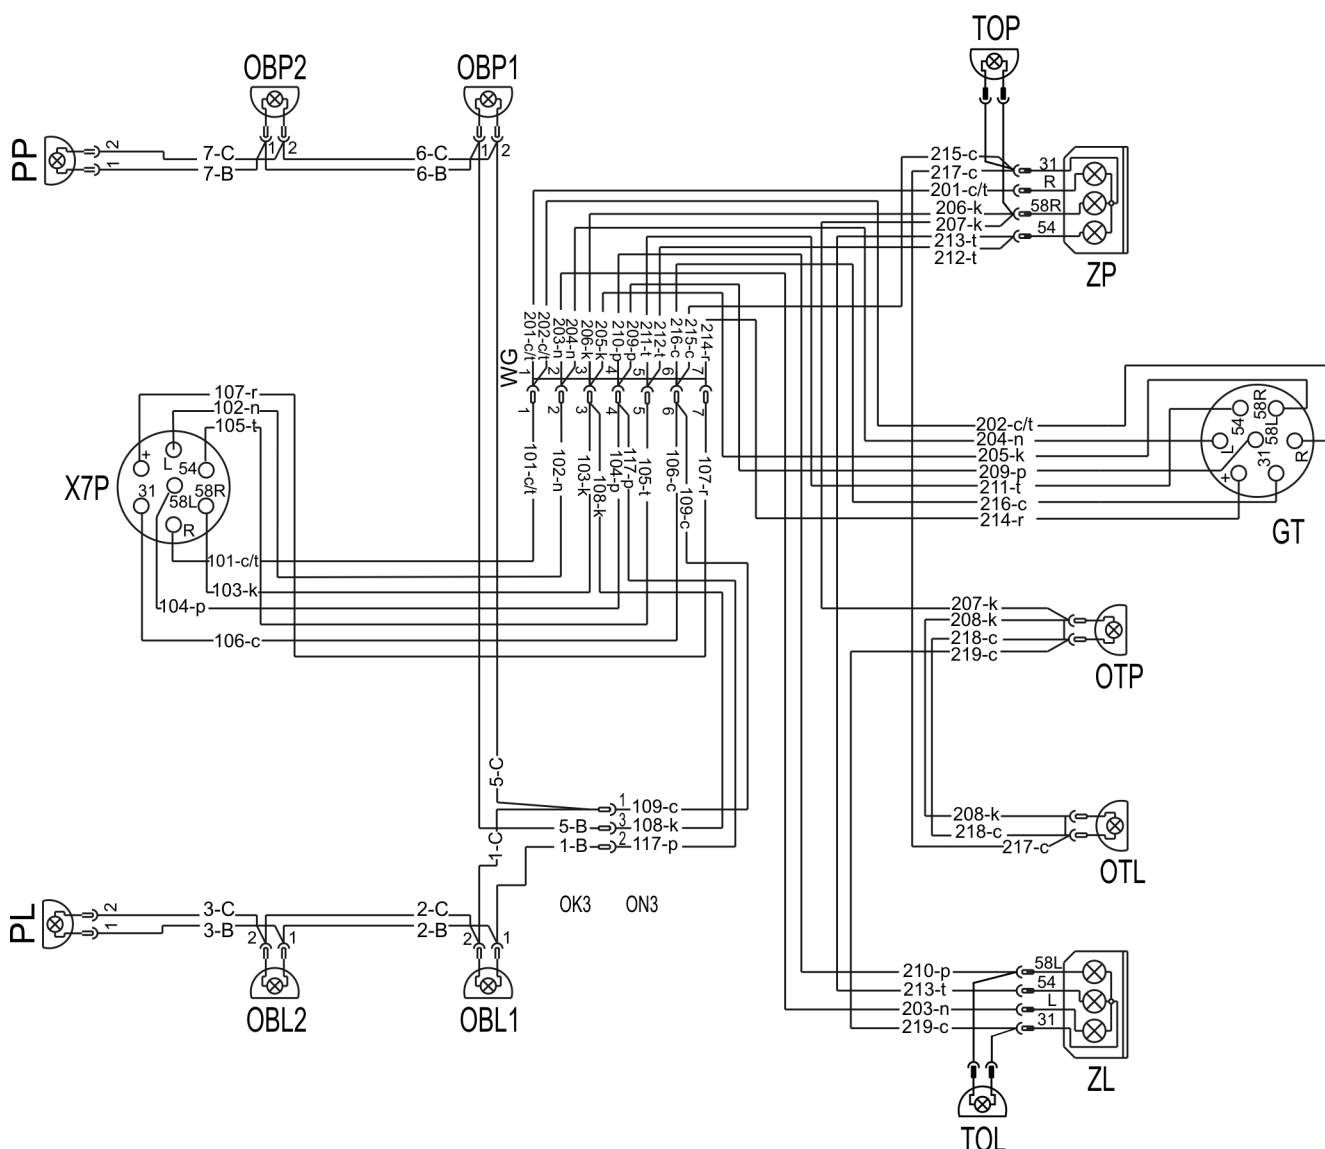 TOP
OBP2
OBP1
PP
2
1
7-C
7-B
1
2
6-C
6-B
1
2
215-c
217-c
201-c/t
206-k
207-k
213-t
212-t
31
R
58R
54
ZP
WG
201-c/t
202-c/t
203-n
204-n
206-k
205-k
210-p
209-p
211-t
212-t
216-c
215-c
214-r
1
2
3
4
5
6
7
1
2
3
4
5
6
7
101-c/t
102-n
103-k
108-k
104-p
117-p
105-t
106-c
109-c
107-r
107-r
102-n
105-t
X7P
+
L
54
31
58L
58R
R
101-c/t
103-k
104-p
106-c
202-c/t
204-n
205-k
209-p
211-t
216-c
214-r
54
58R
L
58L
R
+
31
GT
207-k
208-k
218-c
219-c
OTP
5-C
1-C
5-B
1-B
1
3
2
109-c
108-k
117-p
OK3
ON3
208-k
218-c
217-c
OTL
PL
2
1
3-C
3-B
2
1
2-C
2-B
2
1
OBL2
OBL1
210-p
213-t
203-n
219-c
58L
54
L
31
ZL
TOL